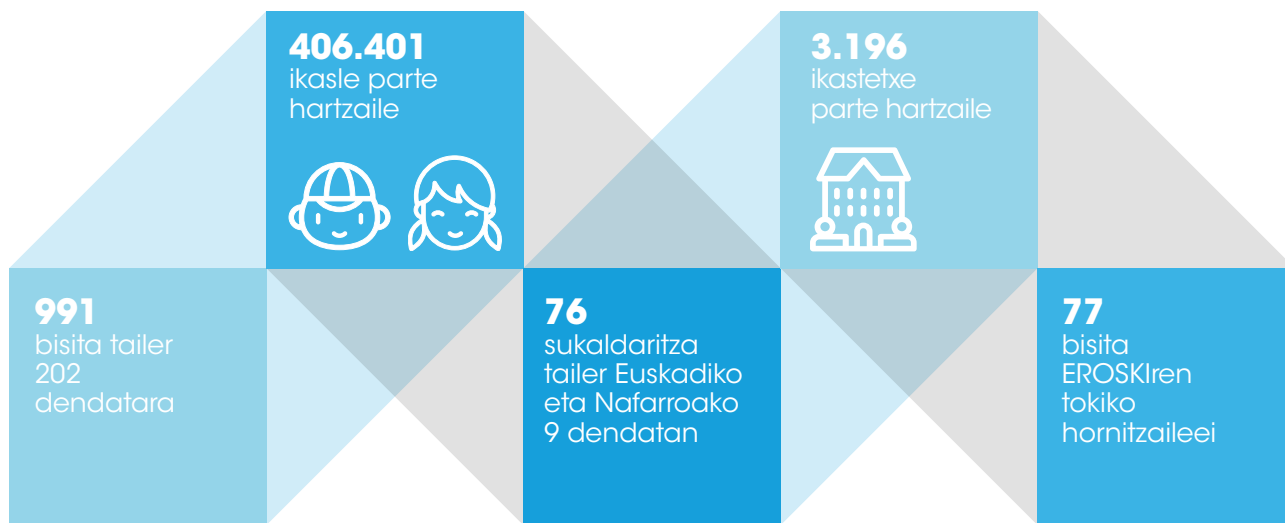 406.401
ikasle parte
hartzaile
3.196
ikastetxe
parte hartzaile
991
bisita tailer
202
dendatara
76
sukaldaritza
tailer Euskadiko
eta Nafarroako
9 dendatan
77
bisita
EROSKIren
tokiko
hornitzaileei